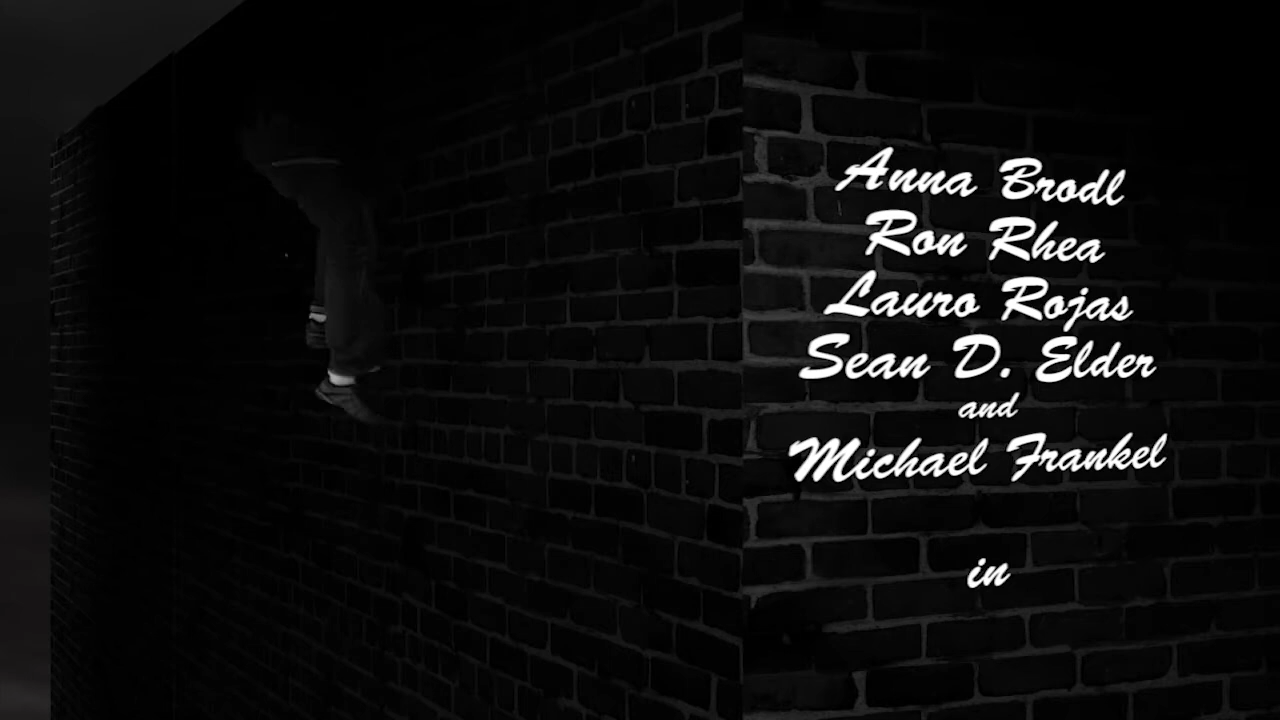 Anna Brodl
Ron Rhea
Lauro Rojas
Sean D. Elder
and
Michael Frankel
in